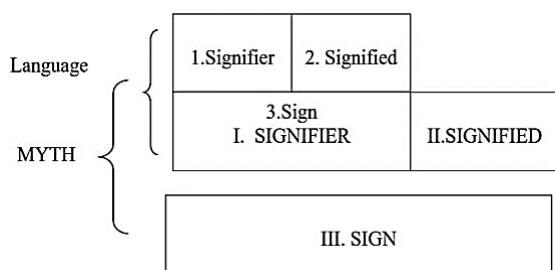 1.Signifier 2. Signified
Language
3.Sign
I. SIGNIFIER II.SIGNIFIED
MYTH
III. SIGN